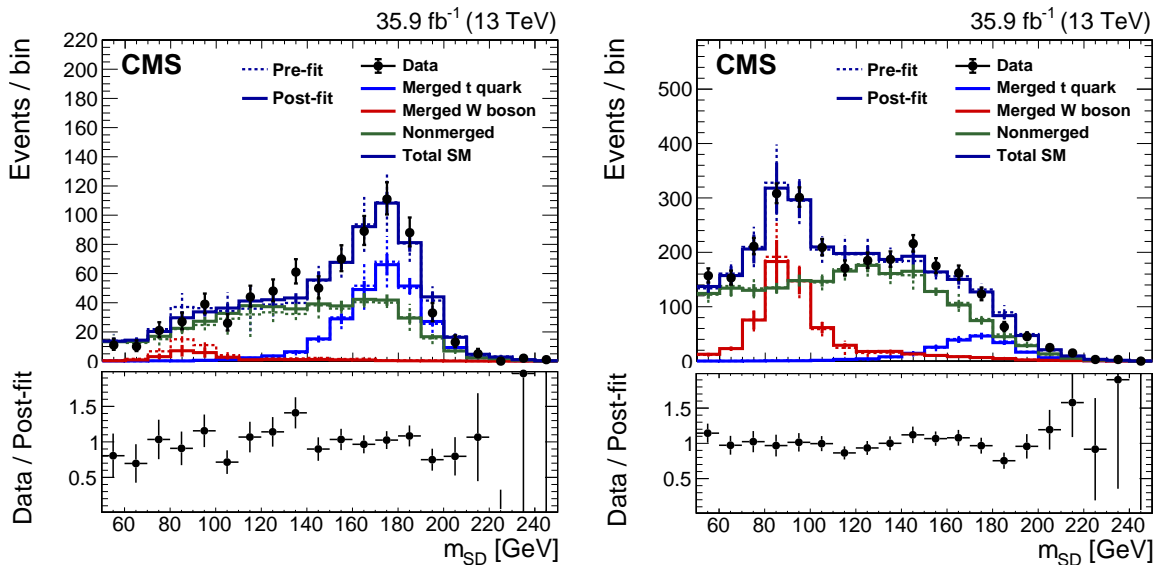 35.9 fb⁻¹ (13 TeV)
Events / bin
220
200
180
160
140
120
100
80
60
40
20
0
CMS
Pre-fit
Post-fit
Data
Merged t quark
Merged W boson
Nonmerged
Total SM
Data / Post-fit
1.5
1
0.5
60 80 100 120 140 160 180 200 220 240
m_SD [GeV]
35.9 fb⁻¹ (13 TeV)
Events / bin
500
400
300
200
100
0
CMS
Pre-fit
Post-fit
Data
Merged t quark
Merged W boson
Nonmerged
Total SM
Data / Post-fit
1.5
1
0.5
60 80 100 120 140 160 180 200 220 240
m_SD [GeV]